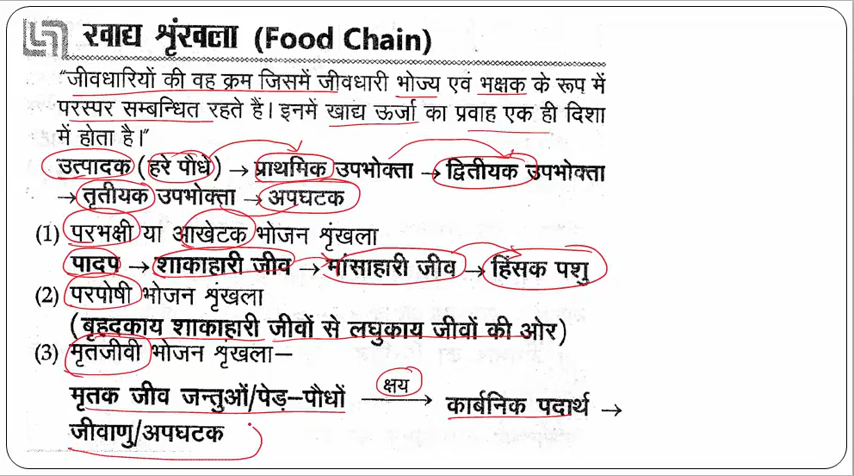 खाद्य शृंखला (Food Chain)
"जीवधारियों की वह क्रम जिसमें जीवधारी भोज्य एवं भक्षक के रूप में
परस्पर सम्बन्धित रहते हैं। इनमें खाद्य ऊर्जा का प्रवाह एक ही दिशा
में होता है।"
उत्पादक (हरे पौधे) → प्राथमिक उपभोक्ता → द्वितीयक उपभोक्ता
→ तृतीयक उपभोक्ता → अपघटक
(1) परभक्षी या आखेटक भोजन शृंखला
पादप → शाकाहारी जीव → मांसाहारी जीव → हिंसक पशु
(2) परपोषी भोजन शृंखला
(बृहदकाय शाकाहारी जीवों से लघुकाय जीवों की ओर)
(3) मृतजीवी भोजन शृंखला–
क्षय
मृतक जीव जन्तुओं/पेड़–पौधों ⟶ कार्बनिक पदार्थ →
जीवाणु/अपघटक